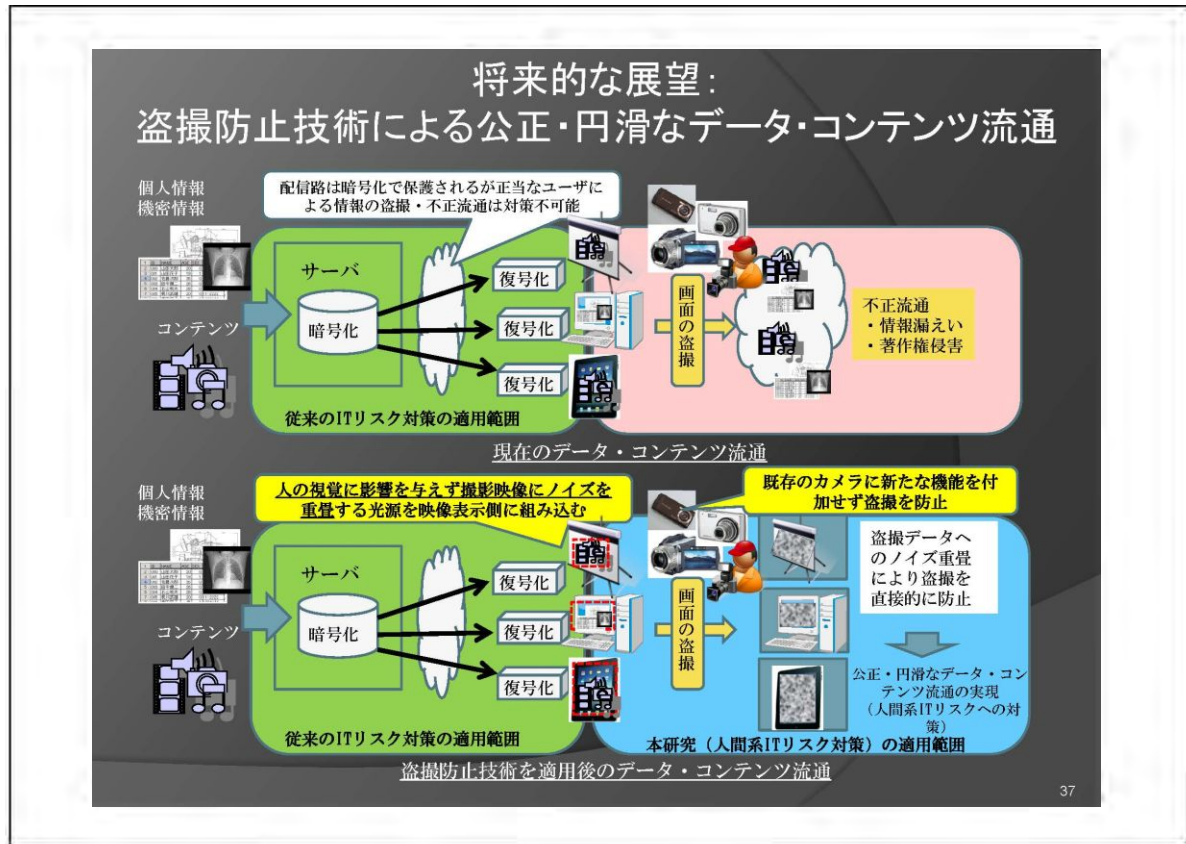 将来的な展望：
盗撮防止技術による公正・円滑なデータ・コンテンツ流通
個人情報
機密情報
配信路は暗号化で保護されるが正当なユーザに
よる情報の盗撮・不正流通は対策不可能
サーバ
暗号化
コンテンツ
復号化
復号化
復号化
従来のITリスク対策の適用範囲
画面の盗撮
不正流通
・情報漏えい
・著作権侵害
現在のデータ・コンテンツ流通
個人情報
機密情報
人の視覚に影響を与えず撮影映像にノイズを
重畳する光源を映像表示側に組み込む
既存のカメラに新たな機能を付
加せず盗撮を防止
サーバ
暗号化
コンテンツ
復号化
復号化
復号化
従来のITリスク対策の適用範囲
画面の盗撮
盗撮データへ
のノイズ重畳
により盗撮を
直接的に防止
公正・円滑なデータ・コン
テンツ流通の実現
（人間系ITリスクへの対
策）
本研究（人間系ITリスク対策）の適用範囲
盗撮防止技術を適用後のデータ・コンテンツ流通
37